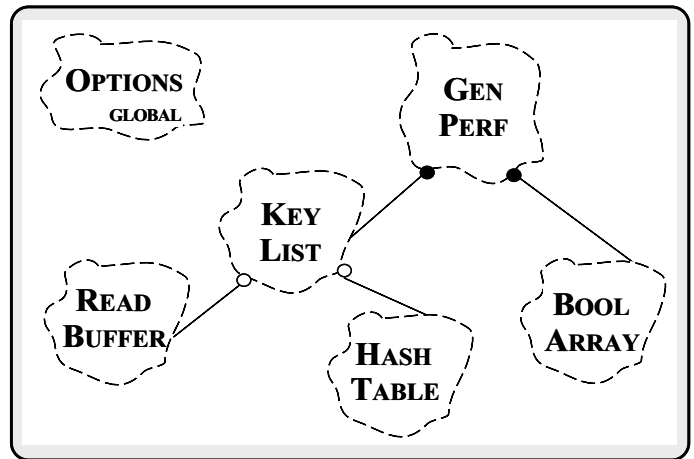 OPTIONS
GLOBAL
GEN
PERF
KEY
LIST
READ
BUFFER
HASH
TABLE
BOOL
ARRAY